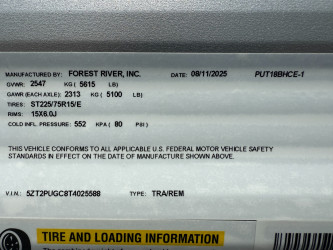 MANUFACTURED BY: FOREST RIVER, INC. DATE: 08/11/2025 PUT18BHCE-1
GVWR: 2547 KG ( 5615 LB)
GAWR (EACH AXLE): 2313 KG ( 5100 LB)
TIRES: ST225/75R15/E
RIMS: 15X6.0J
COLD INFL. PRESSURE: 552 KPA ( 80 PSI )
THIS VEHICLE CONFORMS TO ALL APPLICABLE U.S. FEDERAL MOTOR VEHICLE SAFETY
STANDARDS IN EFFECT ON THE DATE OF MANUFACTURE SHOWN ABOVE.
V.I.N.: 5ZT2PUGC8T4025588 TYPE: TRA/REM
TIRE AND LOADING INFORMATION